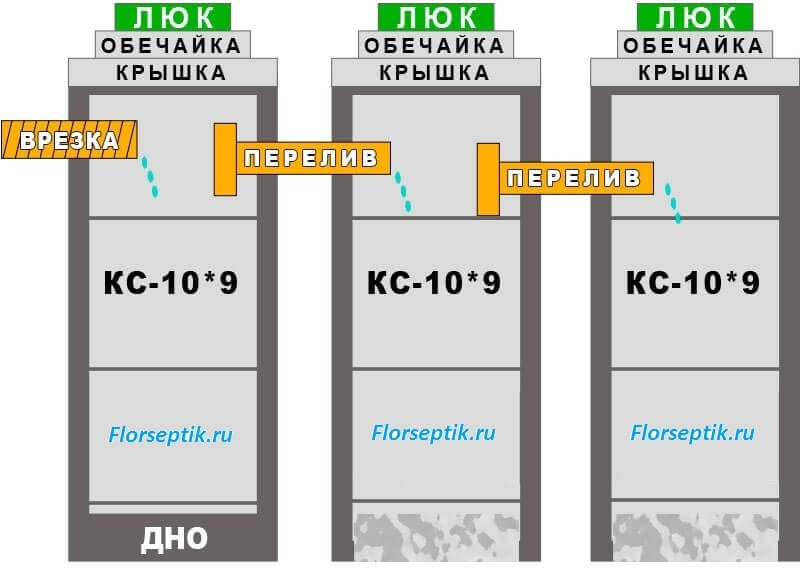 ЛЮК
ОБЕЧАЙКА
КРЫШКА
ВРЕЗКА
ПЕРЕЛИВ
КС-10*9
Florseptik.ru
ДНО
ЛЮК
ОБЕЧАЙКА
КРЫШКА
ПЕРЕЛИВ
КС-10*9
Florseptik.ru
ЛЮК
ОБЕЧАЙКА
КРЫШКА
КС-10*9
Florseptik.ru